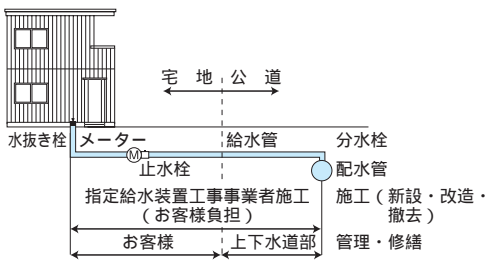 宅地 公道
水抜き栓 メーター 給水管 分水栓
M
止水栓 配水管
指定給水装置工事事業者施工 施工（新設・改造・
（お客様負担） 撤去）
お客様 上下水道部 管理・修繕